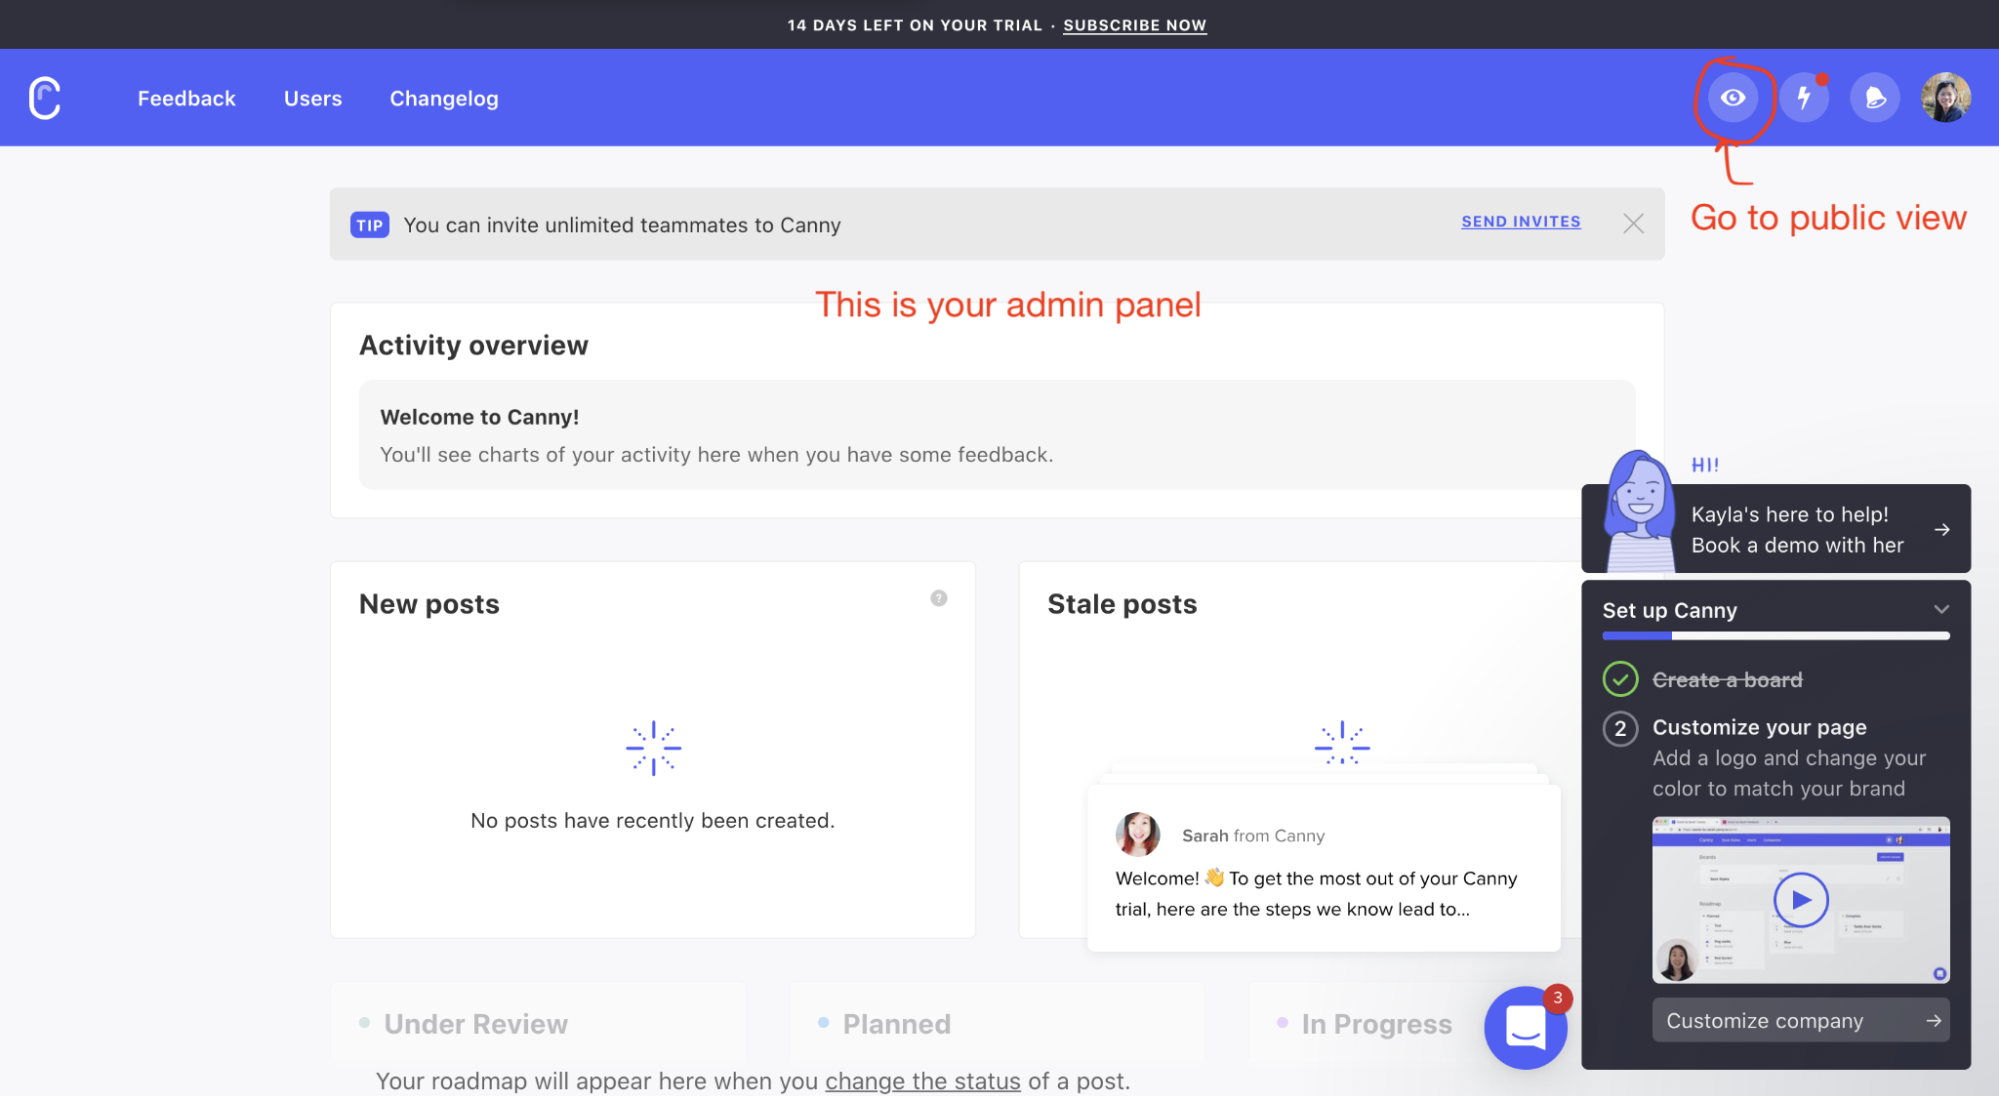 14 DAYS LEFT ON YOUR TRIAL · SUBSCRIBE NOW
Feedback
Users
Changelog
Go to public view
TIP You can invite unlimited teammates to Canny
SEND INVITES
This is your admin panel
Activity overview
Welcome to Canny!
You'll see charts of your activity here when you have some feedback.
HI!
Kayla's here to help!
Book a demo with her
New posts
?
No posts have recently been created.
Stale posts
Sarah from Canny
Welcome! 👋 To get the most out of your Canny
trial, here are the steps we know lead to...
Set up Canny
Create a board
2 Customize your page
Add a logo and change your
color to match your brand
Customize company
3
Under Review
Planned
In Progress
Your roadmap will appear here when you change the status of a post.